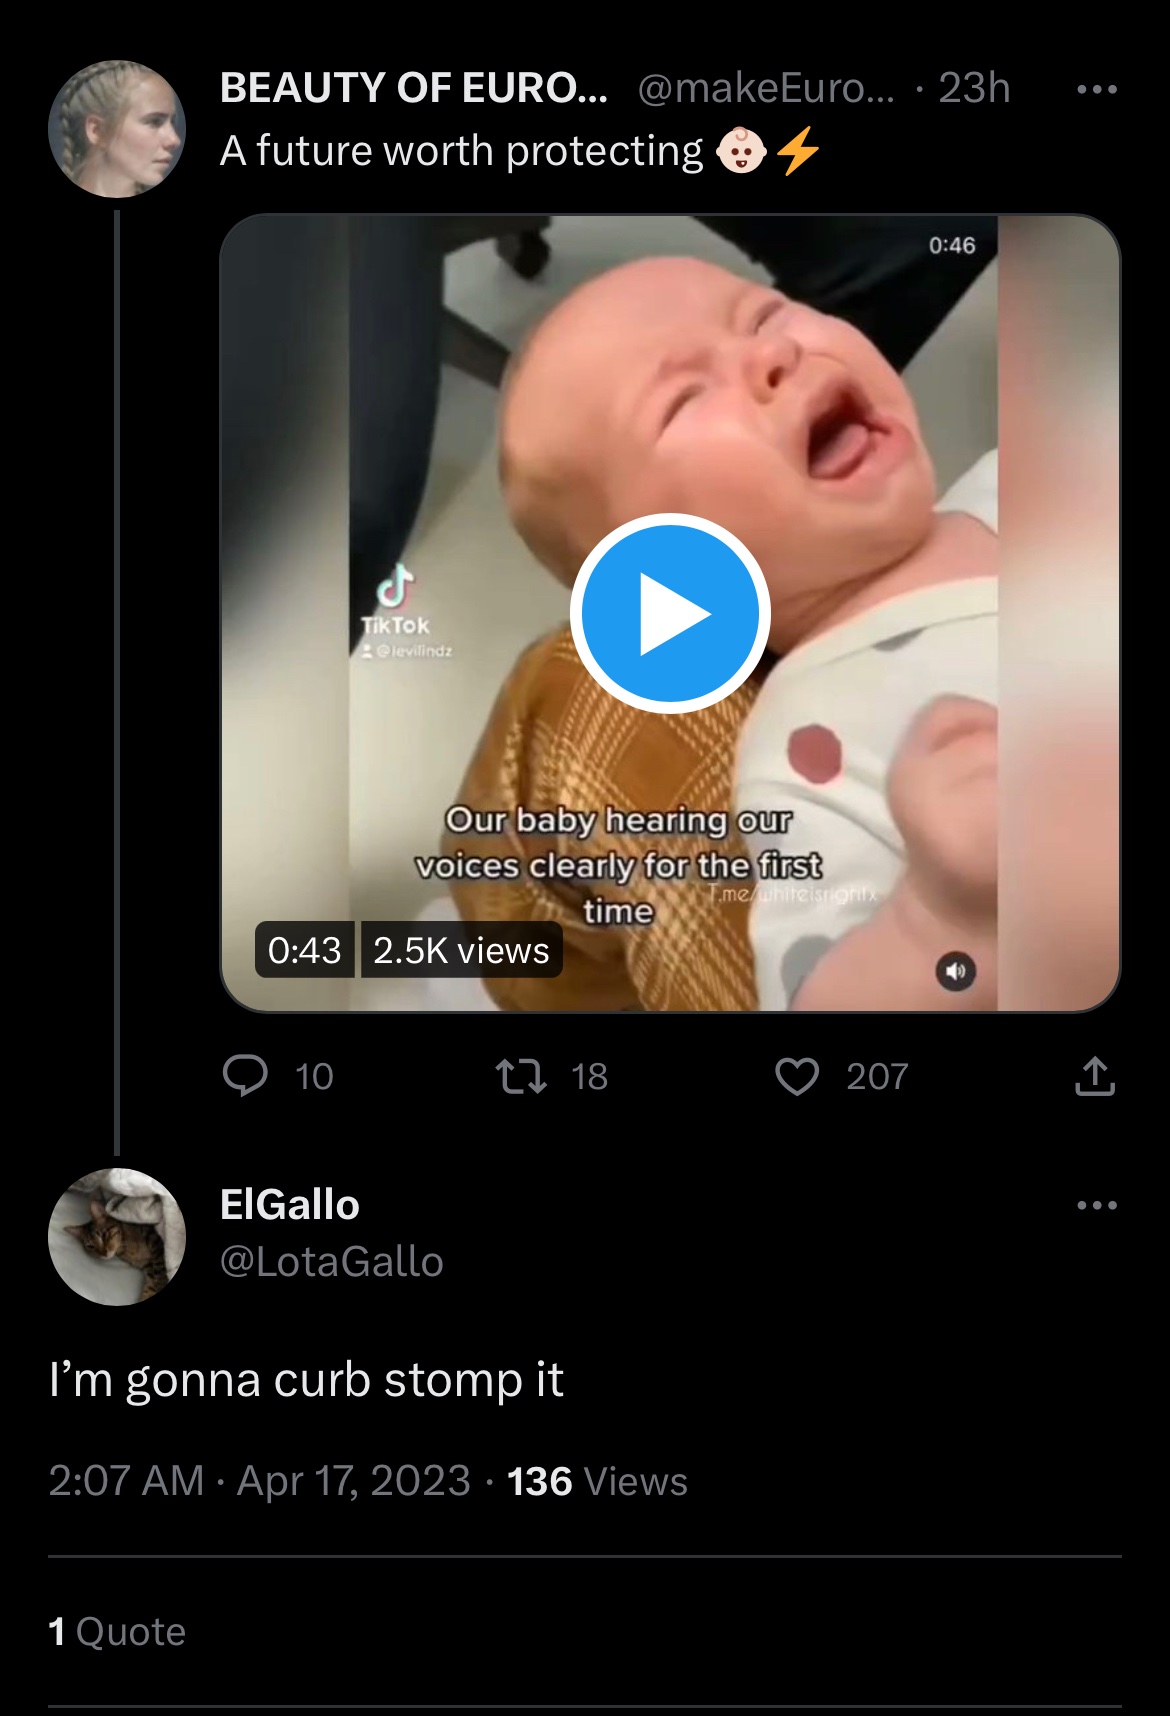 BEAUTY OF EURO... @makeEuro... · 23h
A future worth protecting 👶🏻⚡
0:46
TikTok
@levilindz
Our baby hearing our
voices clearly for the first
time
T.me/whiteisrightx
0:43 2.5K views
10 18 207
ElGallo
@LotaGallo
I’m gonna curb stomp it
2:07 AM · Apr 17, 2023 · 136 Views
1 Quote